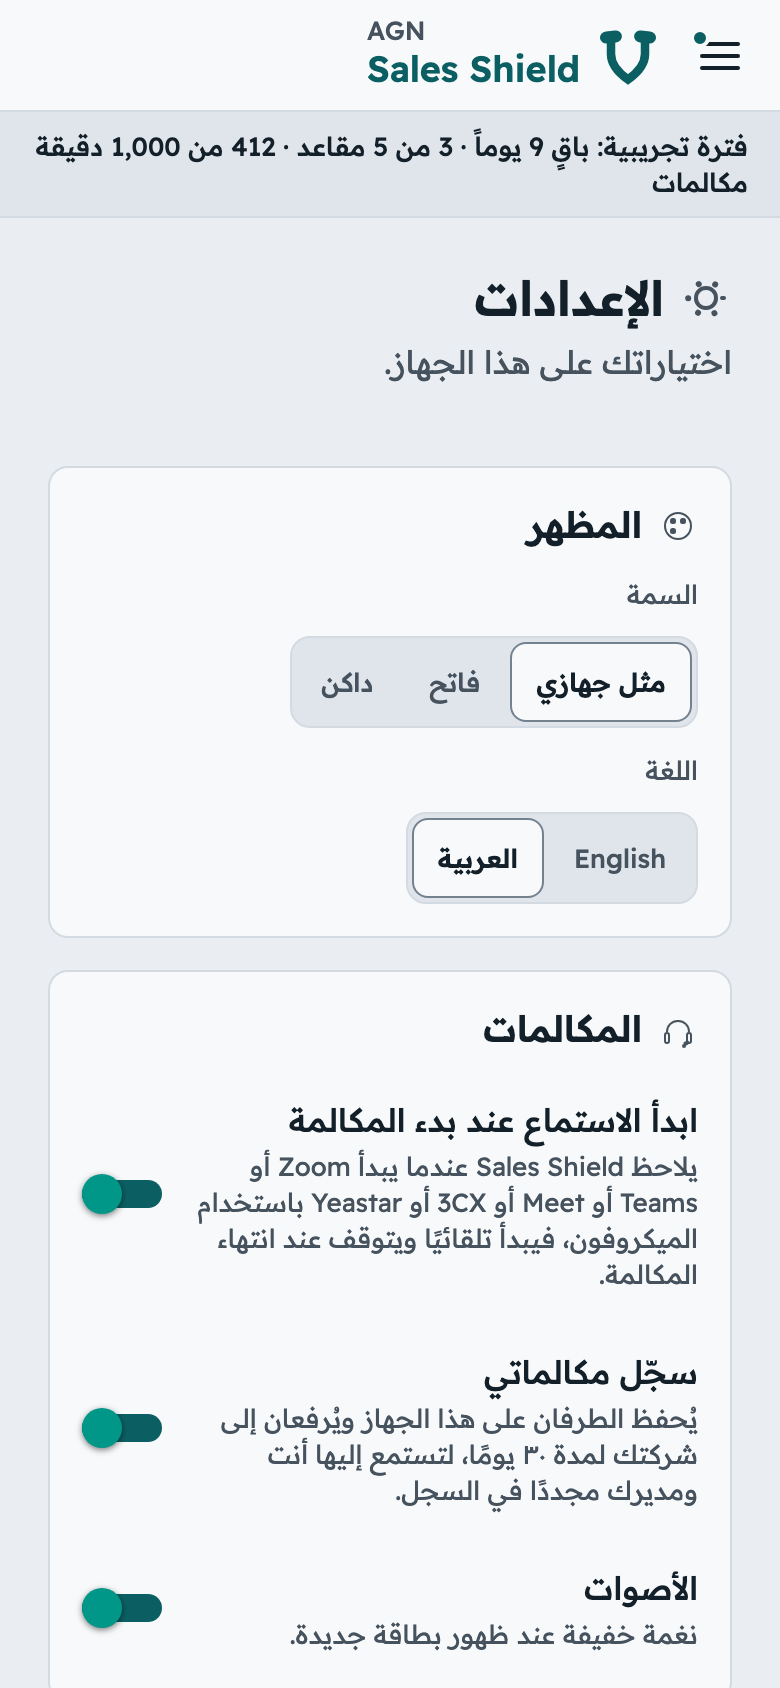 AGN
Sales Shield
فترة تجريبية: باقٍ 9 يوماً · 3 من 5 مقاعد · 412 من 1,000 دقيقة
مكالمات
الإعدادات
اختياراتك على هذا الجهاز.
المظهر
السمة
مثل جهازي فاتح داكن
اللغة
English العربية
المكالمات
ابدأ الاستماع عند بدء المكالمة
يلاحظ Sales Shield عندما يبدأ Zoom أو
Teams أو Meet أو 3CX أو Yeastar باستخدام
الميكروفون، فيبدأ تلقائيًا ويتوقف عند انتهاء
المكالمة.
سجّل مكالماتي
يُحفظ الطرفان على هذا الجهاز ويُرفعان إلى
شركتك لمدة ٣٠ يومًا، لتستمع إليها أنت
ومديرك مجددًا في السجل.
الأصوات
نغمة خفيفة عند ظهور بطاقة جديدة.